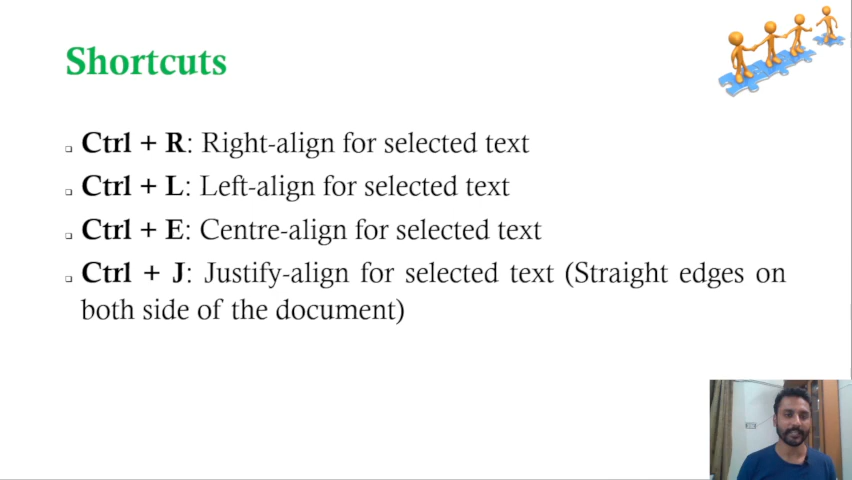 Shortcuts
Ctrl + R: Right-align for selected text
Ctrl + L: Left-align for selected text
Ctrl + E: Centre-align for selected text
Ctrl + J: Justify-align for selected text (Straight edges on
both side of the document)